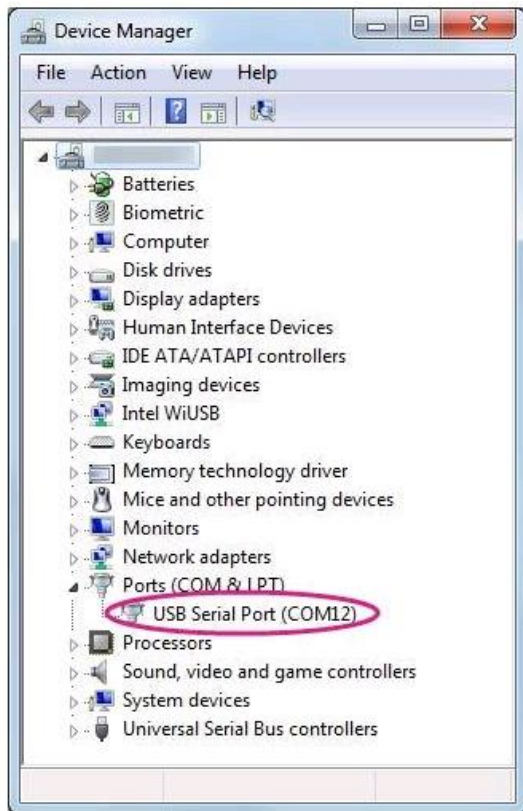 Device Manager
File Action View Help
Batteries
Biometric
Computer
Disk drives
Display adapters
Human Interface Devices
IDE ATA/ATAPI controllers
Imaging devices
Intel WiUSB
Keyboards
Memory technology driver
Mice and other pointing devices
Monitors
Network adapters
Ports (COM & LPT)
USB Serial Port (COM12)
Processors
Sound, video and game controllers
System devices
Universal Serial Bus controllers